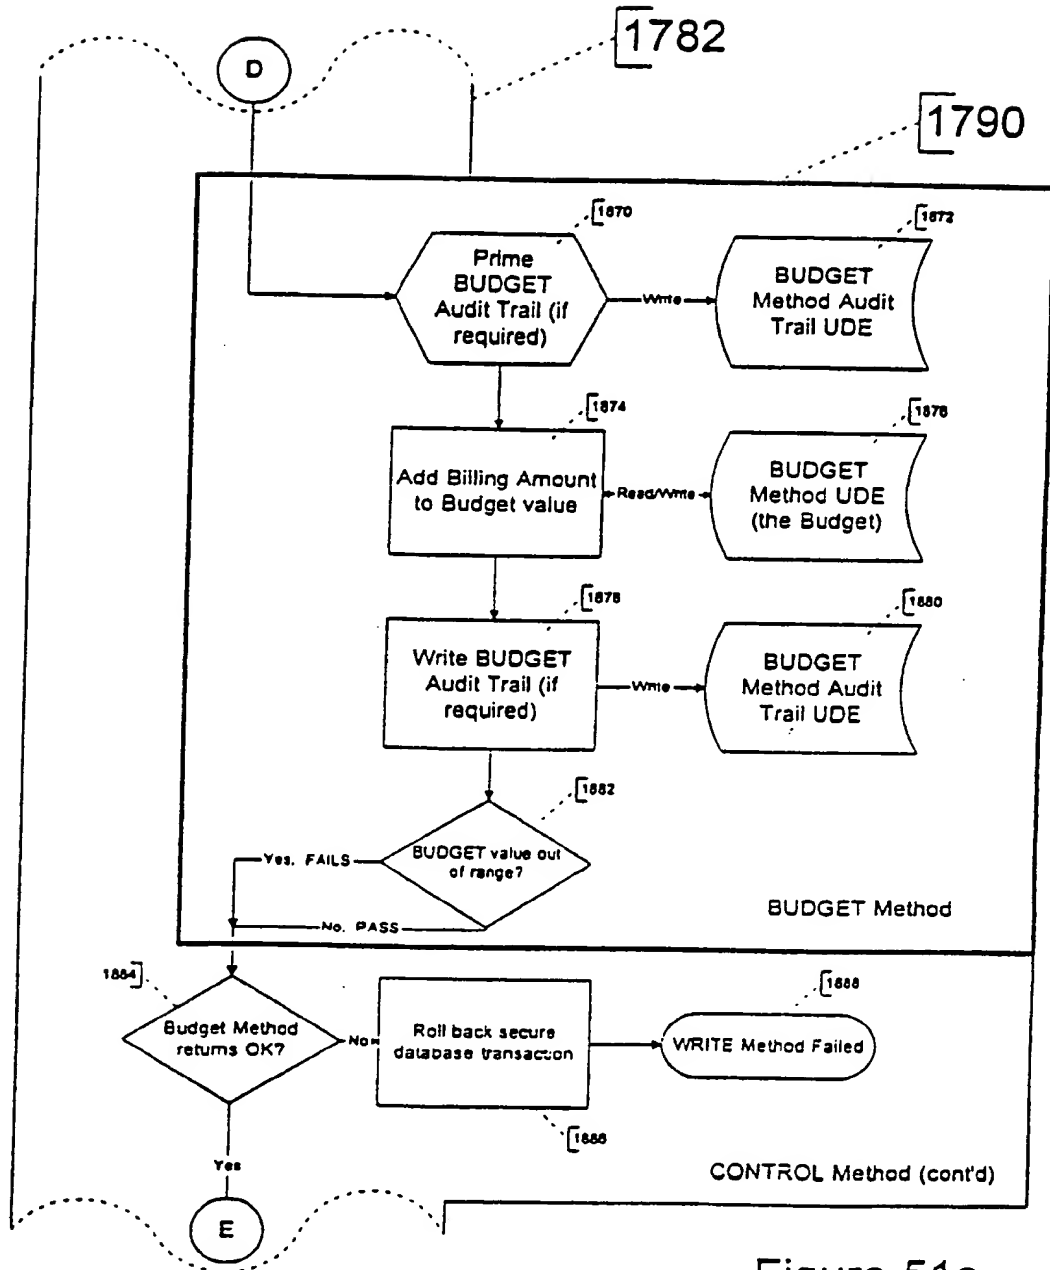 1782
D
1790
1870
1872
Prime
BUDGET
Audit Trail (if
required)
Write
BUDGET
Method Audit
Trail UDE
1874
1876
Add Billing Amount
to Budget value
Read/Write
BUDGET
Method UDE
(the Budget)
1878
1880
Write BUDGET
Audit Trail (if
required)
Write
BUDGET
Method Audit
Trail UDE
1882
BUDGET value out
of range?
Yes, FAILS
No, PASS
BUDGET Method
1884
1888
Budget Method
returns OK?
No
Roll back secure
database transaction
WRITE Method Failed
1886
Yes
CONTROL Method (cont'd)
E